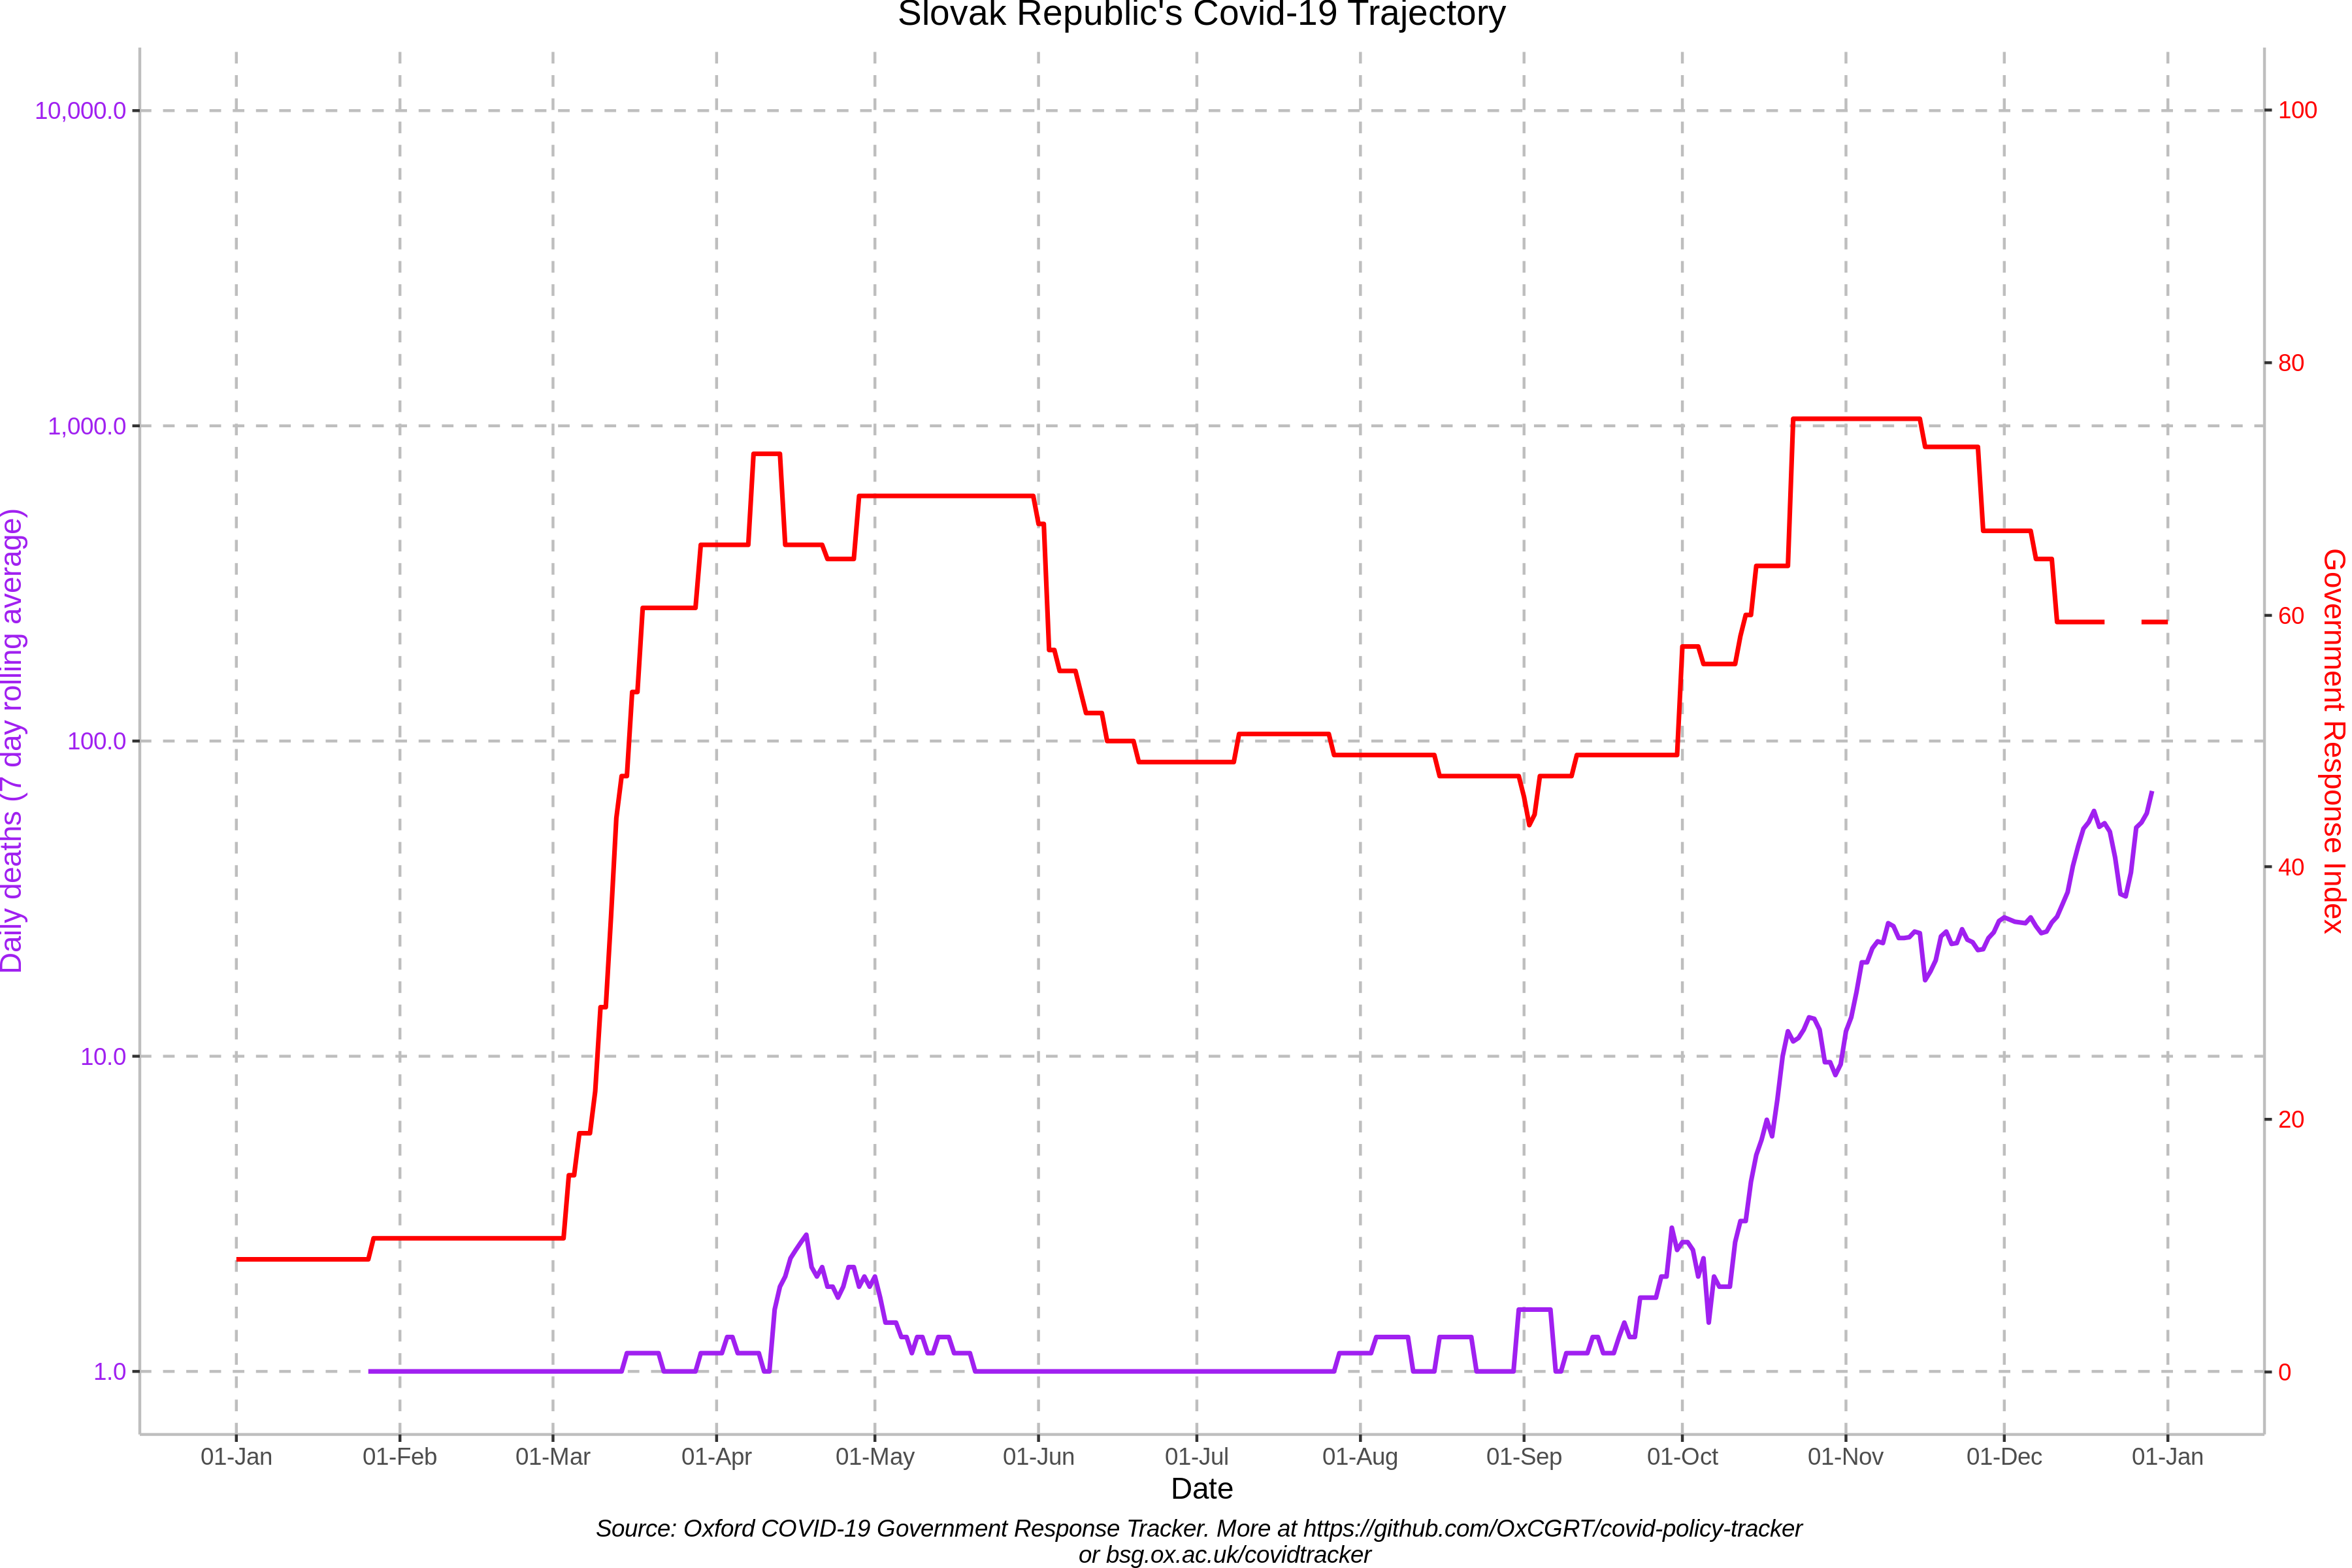 Slovak Republic's Covid-19 Trajectory
10,000.0
1,000.0
100.0
10.0
1.0
Daily deaths (7 day rolling average)
100
80
60
40
20
0
Government Response Index
01-Jan 01-Feb 01-Mar 01-Apr 01-May 01-Jun 01-Jul 01-Aug 01-Sep 01-Oct 01-Nov 01-Dec 01-Jan
Date
Source: Oxford COVID-19 Government Response Tracker. More at https://github.com/OxCGRT/covid-policy-tracker
or bsg.ox.ac.uk/covidtracker